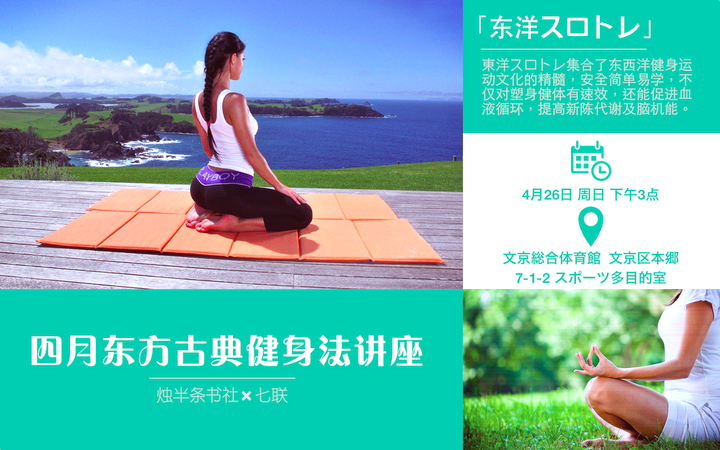 「东洋スロトレ」
東洋スロトレ集合了东西洋健身运
动文化的精髓，安全简单易学，不
仅对塑身健体有速效，还能促进血
液循环，提高新陈代谢及脑机能。
4月26日 周日 下午3点
文京総合体育館 文京区本郷
7-1-2 スポーツ多目的室
PLAYBOY
四月东方古典健身法讲座
烛半条书社×七联